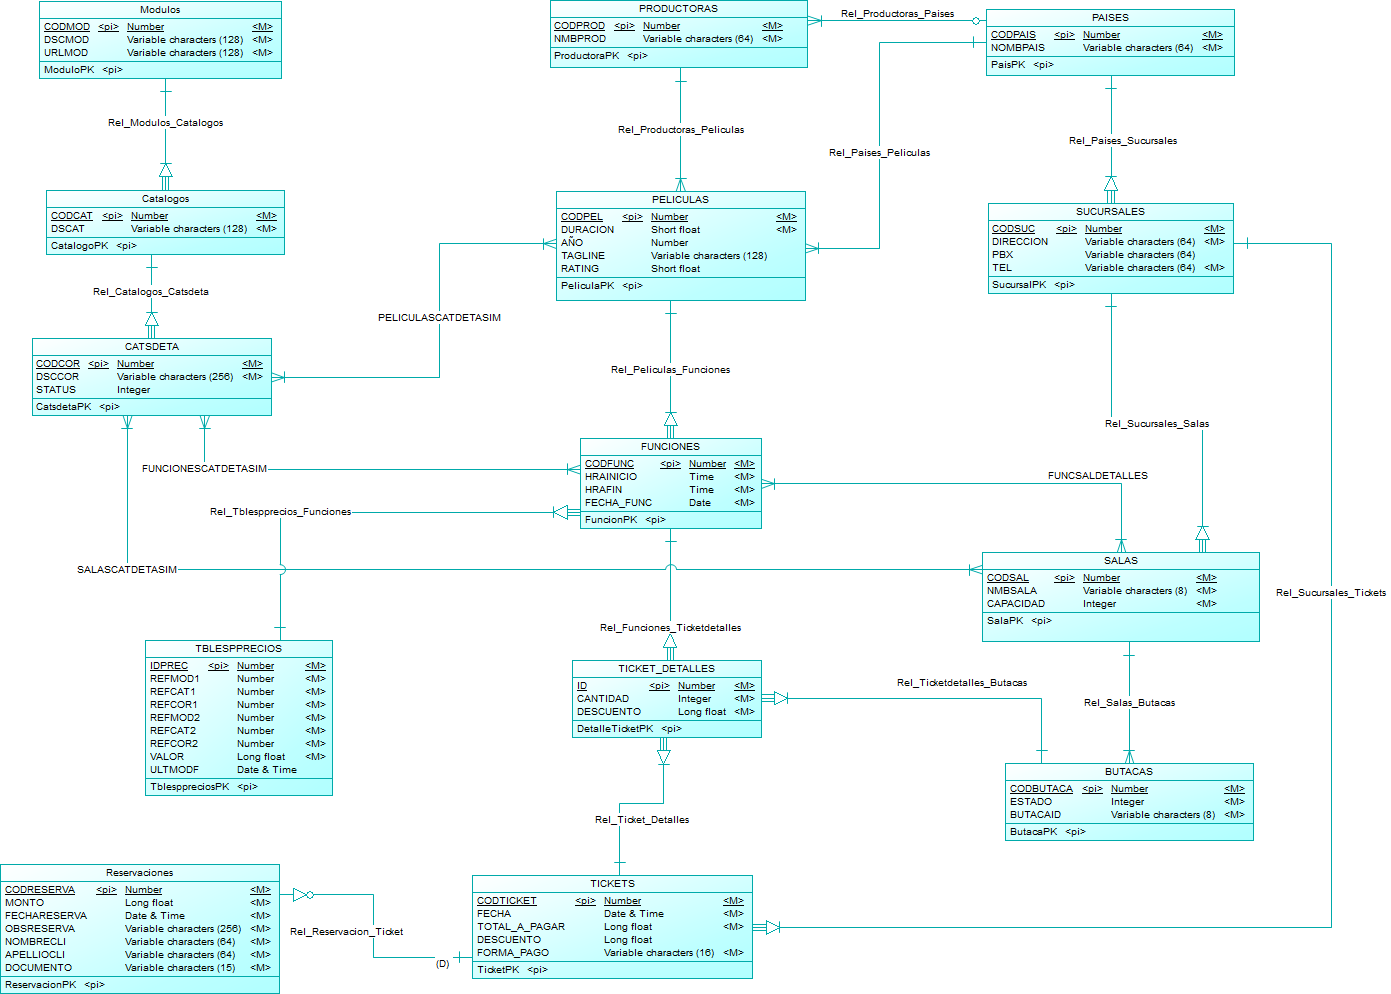 Modulos
CODMOD <pi> Number <M>
DSCMOD Variable characters (128) <M>
URLMOD Variable characters (128) <M>
ModuloPK <pi>
PRODUCTORAS
CODPROD <pi> Number <M>
NMBPROD Variable characters (64) <M>
ProductoraPK <pi>
Rel_Productoras_Paises
PAISES
CODPAIS <pi> Number <M>
NOMBPAIS Variable characters (64) <M>
PaisPK <pi>
Rel_Modulos_Catalogos
Rel_Productoras_Peliculas
Rel_Paises_Peliculas
Rel_Paises_Sucursales
Catalogos
CODCAT <pi> Number <M>
DSCAT Variable characters (128) <M>
CatalogoPK <pi>
PELICULAS
CODPEL <pi> Number <M>
DURACION Short float <M>
AÑO Number
TAGLINE Variable characters (128)
RATING Short float
PeliculaPK <pi>
SUCURSALES
CODSUC <pi> Number <M>
DIRECCION Variable characters (64) <M>
PBX Variable characters (64)
TEL Variable characters (64) <M>
SucursalPK <pi>
Rel_Catalogos_Catsdeta
PELICULASCATDETASIM
CATSDETA
CODCOR <pi> Number <M>
DSCCOR Variable characters (256) <M>
STATUS Integer
CatsdetaPK <pi>
Rel_Peliculas_Funciones
Rel_Sucursales_Salas
FUNCIONESCATDETASIM
FUNCIONES
CODFUNC <pi> Number <M>
HRAINICIO Time <M>
HRAFIN Time <M>
FECHA_FUNC Date <M>
FuncionPK <pi>
FUNCSALDETALLES
Rel_Tblespprecios_Funciones
SALASCATDETASIM
SALAS
CODSAL <pi> Number <M>
NMBSALA Variable characters (8) <M>
CAPACIDAD Integer <M>
SalaPK <pi>
Rel_Sucursales_Tickets
Rel_Funciones_Ticketdetalles
TBLESPPRECIOS
IDPREC <pi> Number <M>
REFMOD1 Number <M>
REFCAT1 Number <M>
REFCOR1 Number <M>
REFMOD2 Number <M>
REFCAT2 Number <M>
REFCOR2 Number <M>
VALOR Long float <M>
ULTMODF Date & Time
TblesppreciosPK <pi>
TICKET_DETALLES
ID <pi> Number <M>
CANTIDAD Integer <M>
DESCUENTO Long float <M>
DetalleTicketPK <pi>
Rel_Ticketdetalles_Butacas
Rel_Salas_Butacas
BUTACAS
CODBUTACA <pi> Number <M>
ESTADO Integer <M>
BUTACAID Variable characters (8) <M>
ButacaPK <pi>
Rel_Ticket_Detalles
Reservaciones
CODRESERVA <pi> Number <M>
MONTO Long float <M>
FECHARESERVA Date & Time <M>
OBSRESERVA Variable characters (256) <M>
NOMBRECLI Variable characters (64) <M>
APELLIOCLI Variable characters (64) <M>
DOCUMENTO Variable characters (15) <M>
ReservacionPK <pi>
Rel_Reservacion_Ticket
(D)
TICKETS
CODTICKET <pi> Number <M>
FECHA Date & Time <M>
TOTAL_A_PAGAR Long float <M>
DESCUENTO Long float
FORMA_PAGO Variable characters (16) <M>
TicketPK <pi>